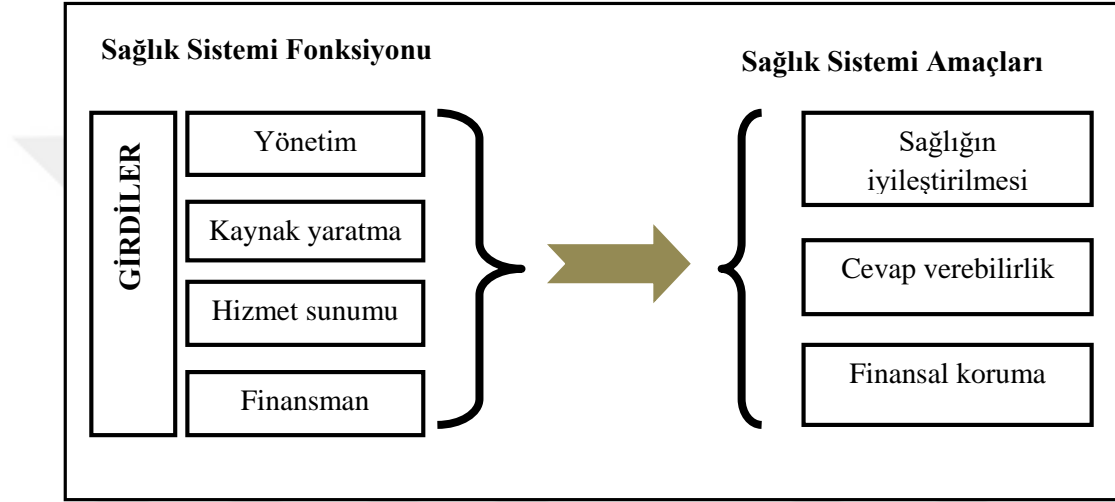 Sağlık Sistemi Fonksiyonu
Sağlık Sistemi Amaçları
GİRDİLER
Yönetim
Kaynak yaratma
Hizmet sunumu
Finansman
Sağlığın
iyileştirilmesi
Cevap verebilirlik
Finansal koruma